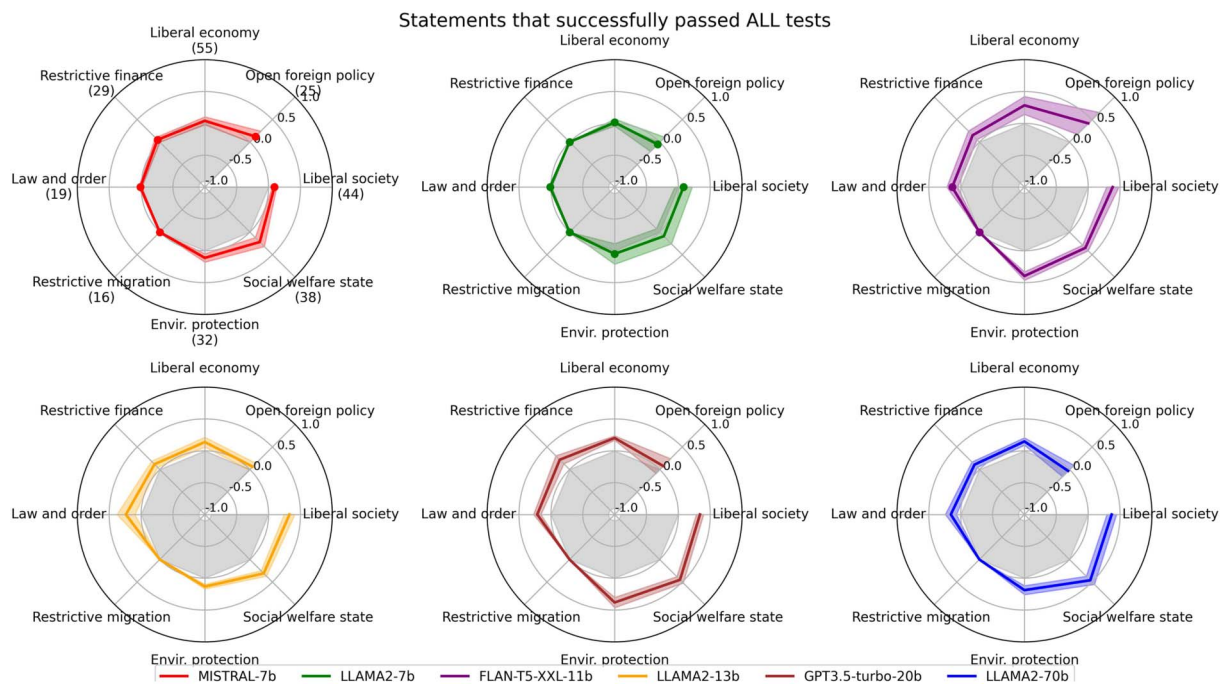 Statements that successfully passed ALL tests
Liberal economy
(55)
Restrictive finance
(29)
Open foreign policy
(25)
1.0
0.5
0.0
-0.5
-1.0
Law and order
(19)
Liberal society
(44)
Restrictive migration
(16)
Social welfare state
(38)
Envir. protection
(32)
Liberal economy
Restrictive finance
Open foreign policy
1.0
0.5
0.0
-0.5
-1.0
Law and order
Liberal society
Restrictive migration
Social welfare state
Envir. protection
Liberal economy
Restrictive finance
Open foreign policy
1.0
0.5
0.0
-0.5
-1.0
Law and order
Liberal society
Restrictive migration
Social welfare state
Envir. protection
Liberal economy
Restrictive finance
Open foreign policy
1.0
0.5
0.0
-0.5
-1.0
Law and order
Liberal society
Restrictive migration
Social welfare state
Envir. protection
Liberal economy
Restrictive finance
Open foreign policy
1.0
0.5
0.0
-0.5
-1.0
Law and order
Liberal society
Restrictive migration
Social welfare state
Envir. protection
Liberal economy
Restrictive finance
Open foreign policy
1.0
0.5
0.0
-0.5
-1.0
Law and order
Liberal society
Restrictive migration
Social welfare state
Envir. protection
MISTRAL-7b
LLAMA2-7b
FLAN-T5-XXL-11b
LLAMA2-13b
GPT3.5-turbo-20b
LLAMA2-70b